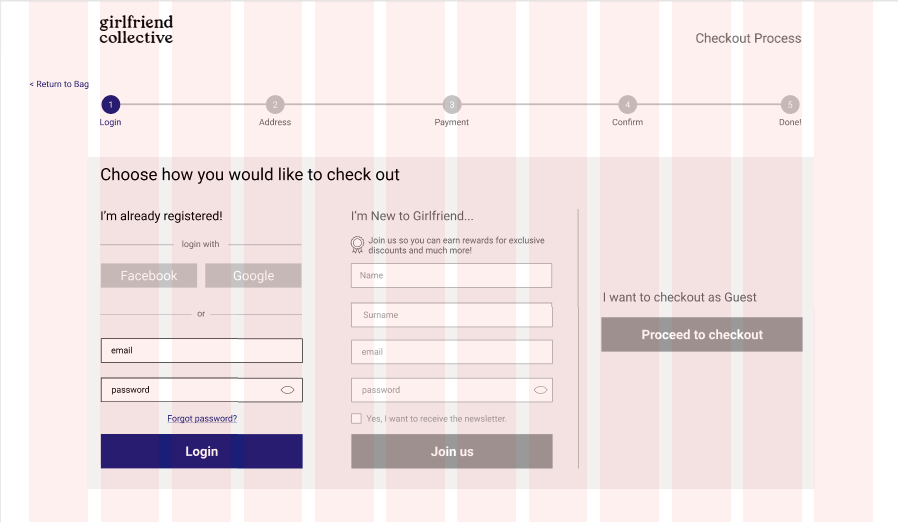 girlfriend
collective
Checkout Process
< Return to Bag
1 2 3 4 5
Login Address Payment Confirm Done!
Choose how you would like to check out
I'm already registered!
login with
Facebook Google
or
email
password
Forgot password?
Login
I'm New to Girlfriend...
Join us so you can earn rewards for exclusive
discounts and much more!
Name
Surname
email
password
Yes, I want to receive the newsletter.
Join us
I want to checkout as Guest
Proceed to checkout